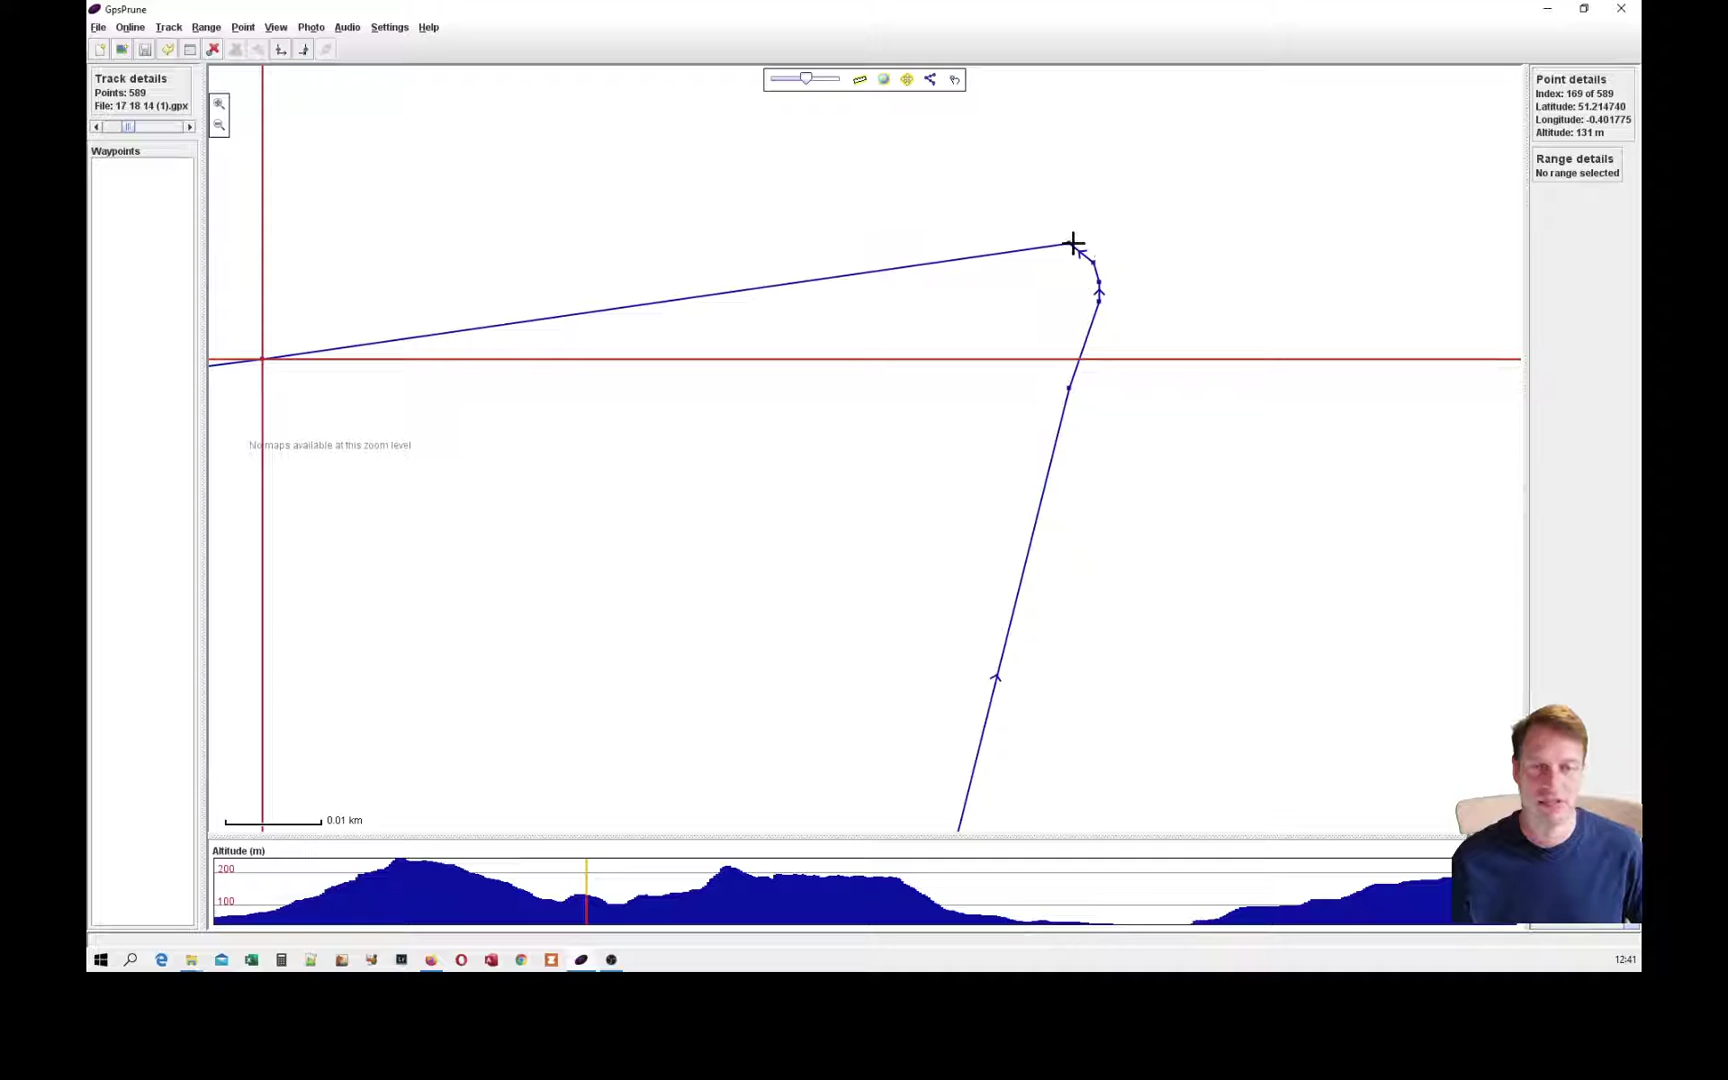 GpsPrune
File Online Track Range Point View Photo Audio Settings Help
Track details
Points: 589
File: 17 18 14 (1).gpx
Waypoints
Point details
Index: 169 of 589
Latitude: 51.214740
Longitude: -0.401775
Altitude: 131 m
Range details
No range selected
No maps available at this zoom level
0.01 km
Altitude (m)
200
100
12:41